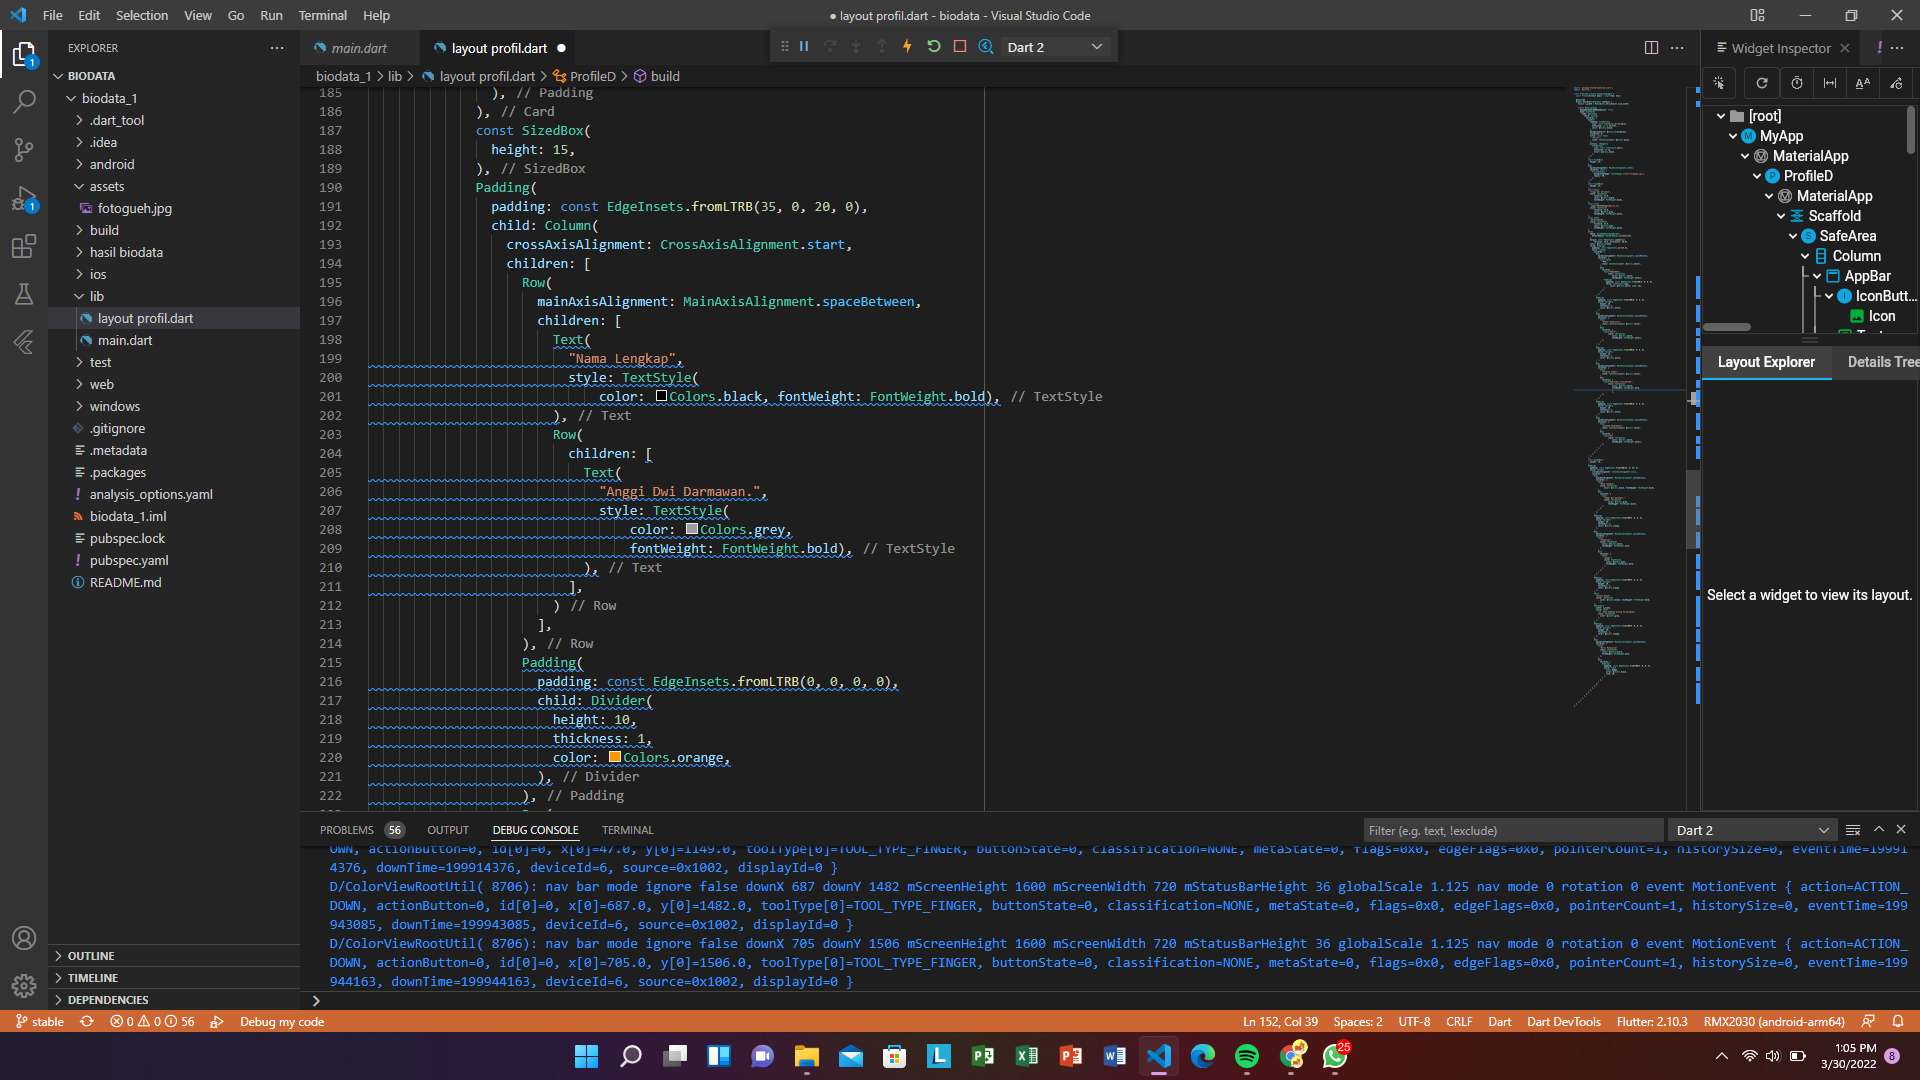 File Edit Selection View Go Run Terminal Help
● layout profil.dart - biodata - Visual Studio Code
EXPLORER
BIODATA
biodata_1
.dart_tool
.idea
android
assets
fotogueh.jpg
build
hasil biodata
ios
lib
layout profil.dart
main.dart
test
web
windows
.gitignore
.metadata
.packages
analysis_options.yaml
biodata_1.iml
pubspec.lock
pubspec.yaml
README.md
OUTLINE
TIMELINE
DEPENDENCIES
1
1
main.dart
layout profil.dart ●
Dart 2
biodata_1 > lib > layout profil.dart > ProfileD > build
185 ), // Padding
186 ), // Card
187 const SizedBox(
188 height: 15,
189 ), // SizedBox
190 Padding(
191 padding: const EdgeInsets.fromLTRB(35, 0, 20, 0),
192 child: Column(
193 crossAxisAlignment: CrossAxisAlignment.start,
194 children: [
195 Row(
196 mainAxisAlignment: MainAxisAlignment.spaceBetween,
197 children: [
198 Text(
199 "Nama Lengkap",
200 style: TextStyle(
201 color: Colors.black, fontWeight: FontWeight.bold), // TextStyle
202 ), // Text
203 Row(
204 children: [
205 Text(
206 "Anggi Dwi Darmawan.",
207 style: TextStyle(
208 color: Colors.grey,
209 fontWeight: FontWeight.bold), // TextStyle
210 ), // Text
211 ],
212 ) // Row
213 ],
214 ), // Row
215 Padding(
216 padding: const EdgeInsets.fromLTRB(0, 0, 0, 0),
217 child: Divider(
218 height: 10,
219 thickness: 1,
220 color: Colors.orange,
221 ), // Divider
222 ), // Padding
Widget Inspector
[root]
MyApp
MaterialApp
ProfileD
MaterialApp
Scaffold
SafeArea
Column
AppBar
IconButt...
Icon
Layout Explorer
Details Tree
Select a widget to view its layout.
PROBLEMS 56 OUTPUT DEBUG CONSOLE TERMINAL
Filter (e.g. text, !exclude)
Dart 2
OWN, actionButton=0, id[0]=0, x[0]=47.0, y[0]=1149.0, toolType[0]=TOOL_TYPE_FINGER, buttonState=0, classification=NONE, metaState=0, flags=0x0, edgeFlags=0x0, pointerCount=1, historySize=0, eventTime=19991
4376, downTime=199914376, deviceId=6, source=0x1002, displayId=0 }
D/ColorViewRootUtil( 8706): nav bar mode ignore false downX 687 downY 1482 mScreenHeight 1600 mScreenWidth 720 mStatusBarHeight 36 globalScale 1.125 nav mode 0 rotation 0 event MotionEvent { action=ACTION_
DOWN, actionButton=0, id[0]=0, x[0]=687.0, y[0]=1482.0, toolType[0]=TOOL_TYPE_FINGER, buttonState=0, classification=NONE, metaState=0, flags=0x0, edgeFlags=0x0, pointerCount=1, historySize=0, eventTime=199
943085, downTime=199943085, deviceId=6, source=0x1002, displayId=0 }
D/ColorViewRootUtil( 8706): nav bar mode ignore false downX 705 downY 1506 mScreenHeight 1600 mScreenWidth 720 mStatusBarHeight 36 globalScale 1.125 nav mode 0 rotation 0 event MotionEvent { action=ACTION_
DOWN, actionButton=0, id[0]=0, x[0]=705.0, y[0]=1506.0, toolType[0]=TOOL_TYPE_FINGER, buttonState=0, classification=NONE, metaState=0, flags=0x0, edgeFlags=0x0, pointerCount=1, historySize=0, eventTime=199
944163, downTime=199944163, deviceId=6, source=0x1002, displayId=0 }
stable 0 0 56 Debug my code
Ln 152, Col 39 Spaces: 2 UTF-8 CRLF Dart Dart DevTools Flutter: 2.10.3 RMX2030 (android-arm64)
25
1:05 PM
3/30/2022
8